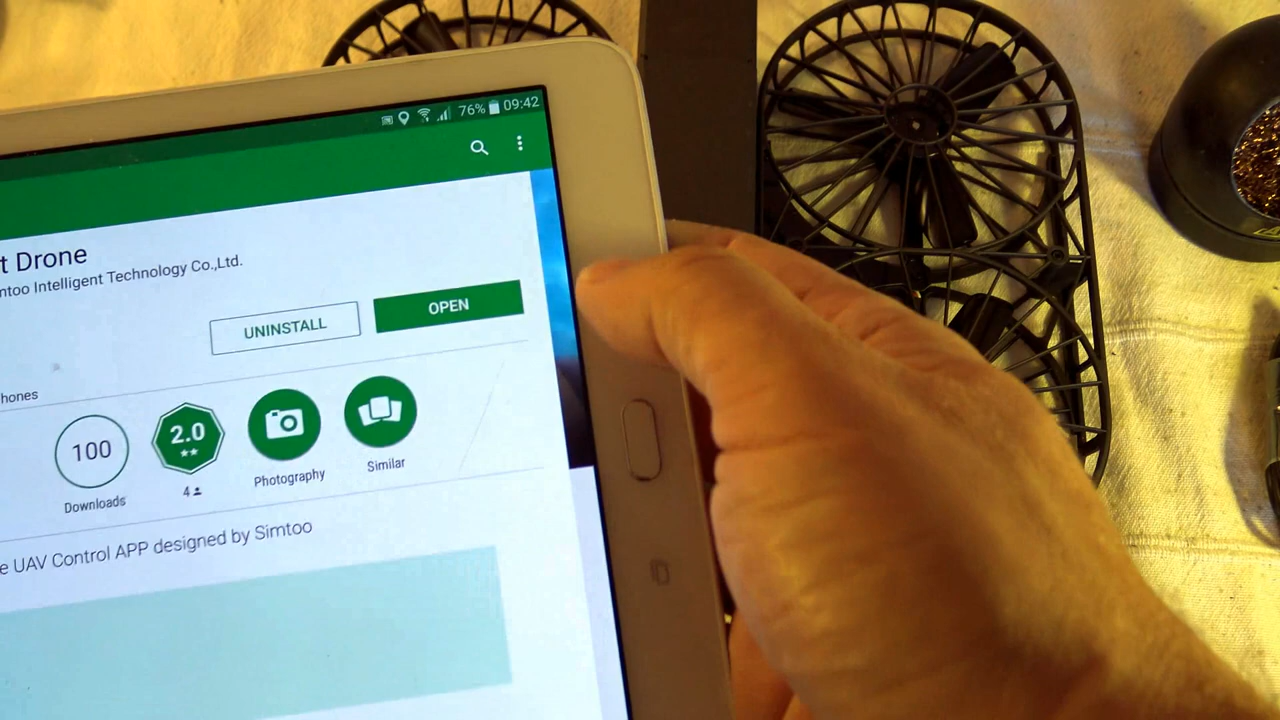 76% 09:42
t Drone
ntoo Intelligent Technology Co.,Ltd.
UNINSTALL
OPEN
hones
100
2.0
Downloads
4
Photography
Similar
e UAV Control APP designed by Simtoo